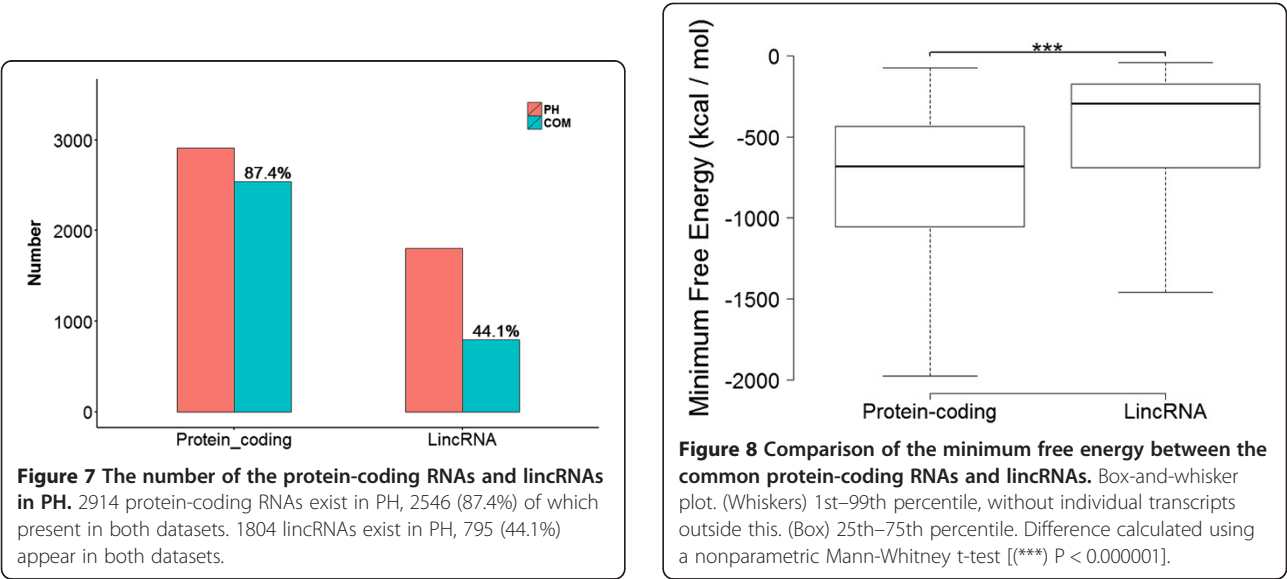 PH
COM
3000
87.4%
2000
Number
1000
44.1%
0
Protein_coding
LincRNA
Figure 7 The number of the protein-coding RNAs and lincRNAs
in PH. 2914 protein-coding RNAs exist in PH, 2546 (87.4%) of which
present in both datasets. 1804 lincRNAs exist in PH, 795 (44.1%)
appear in both datasets.
***
0
-500
-1000
-1500
-2000
Minimum Free Energy (kcal / mol)
Protein-coding
LincRNA
Figure 8 Comparison of the minimum free energy between the
common protein-coding RNAs and lincRNAs. Box-and-whisker
plot. (Whiskers) 1st–99th percentile, without individual transcripts
outside this. (Box) 25th–75th percentile. Difference calculated using
a nonparametric Mann-Whitney t-test [(***) P < 0.000001].